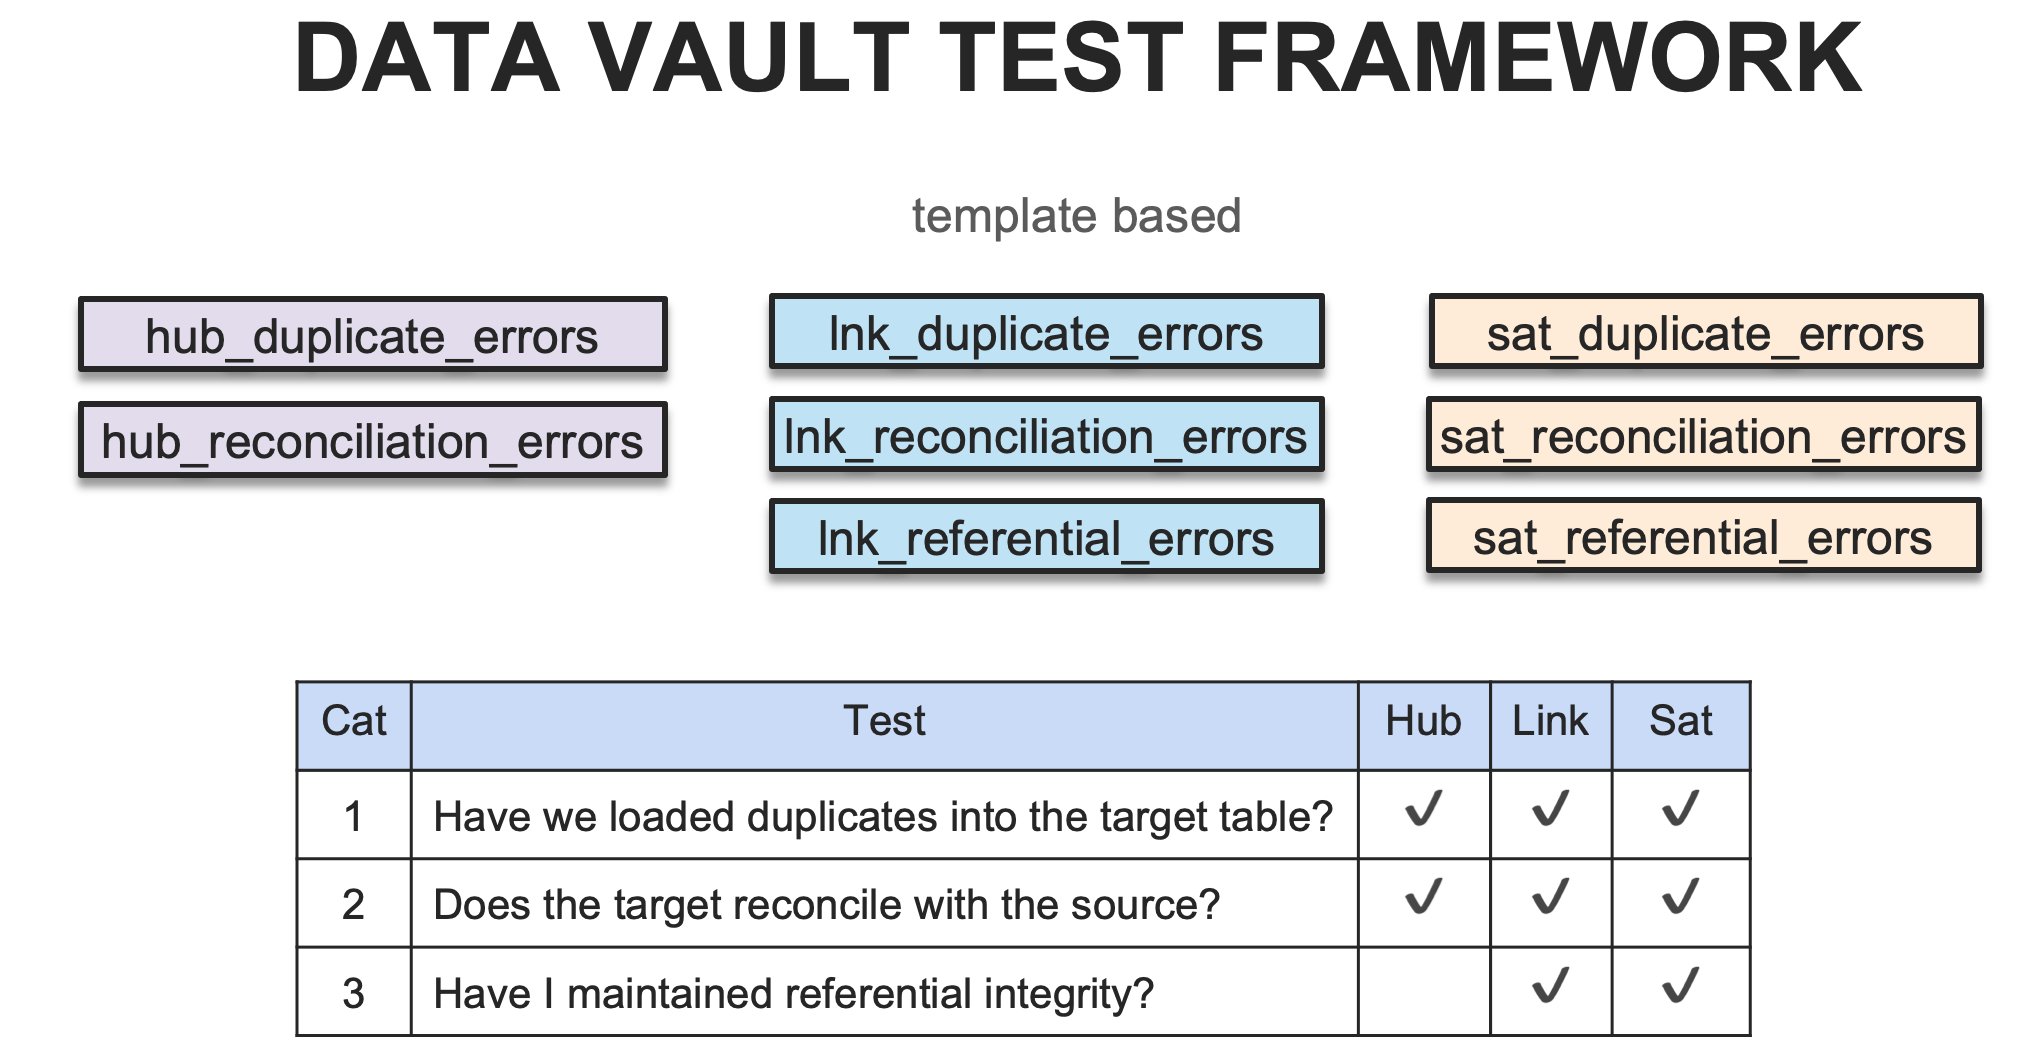 DATA VAULT TEST FRAMEWORK
template based
hub_duplicate_errors
hub_reconciliation_errors
lnk_duplicate_errors
lnk_reconciliation_errors
lnk_referential_errors
sat_duplicate_errors
sat_reconciliation_errors
sat_referential_errors
Cat Test Hub Link Sat
1 Have we loaded duplicates into the target table? ✓ ✓ ✓
2 Does the target reconcile with the source? ✓ ✓ ✓
3 Have I maintained referential integrity? ✓ ✓